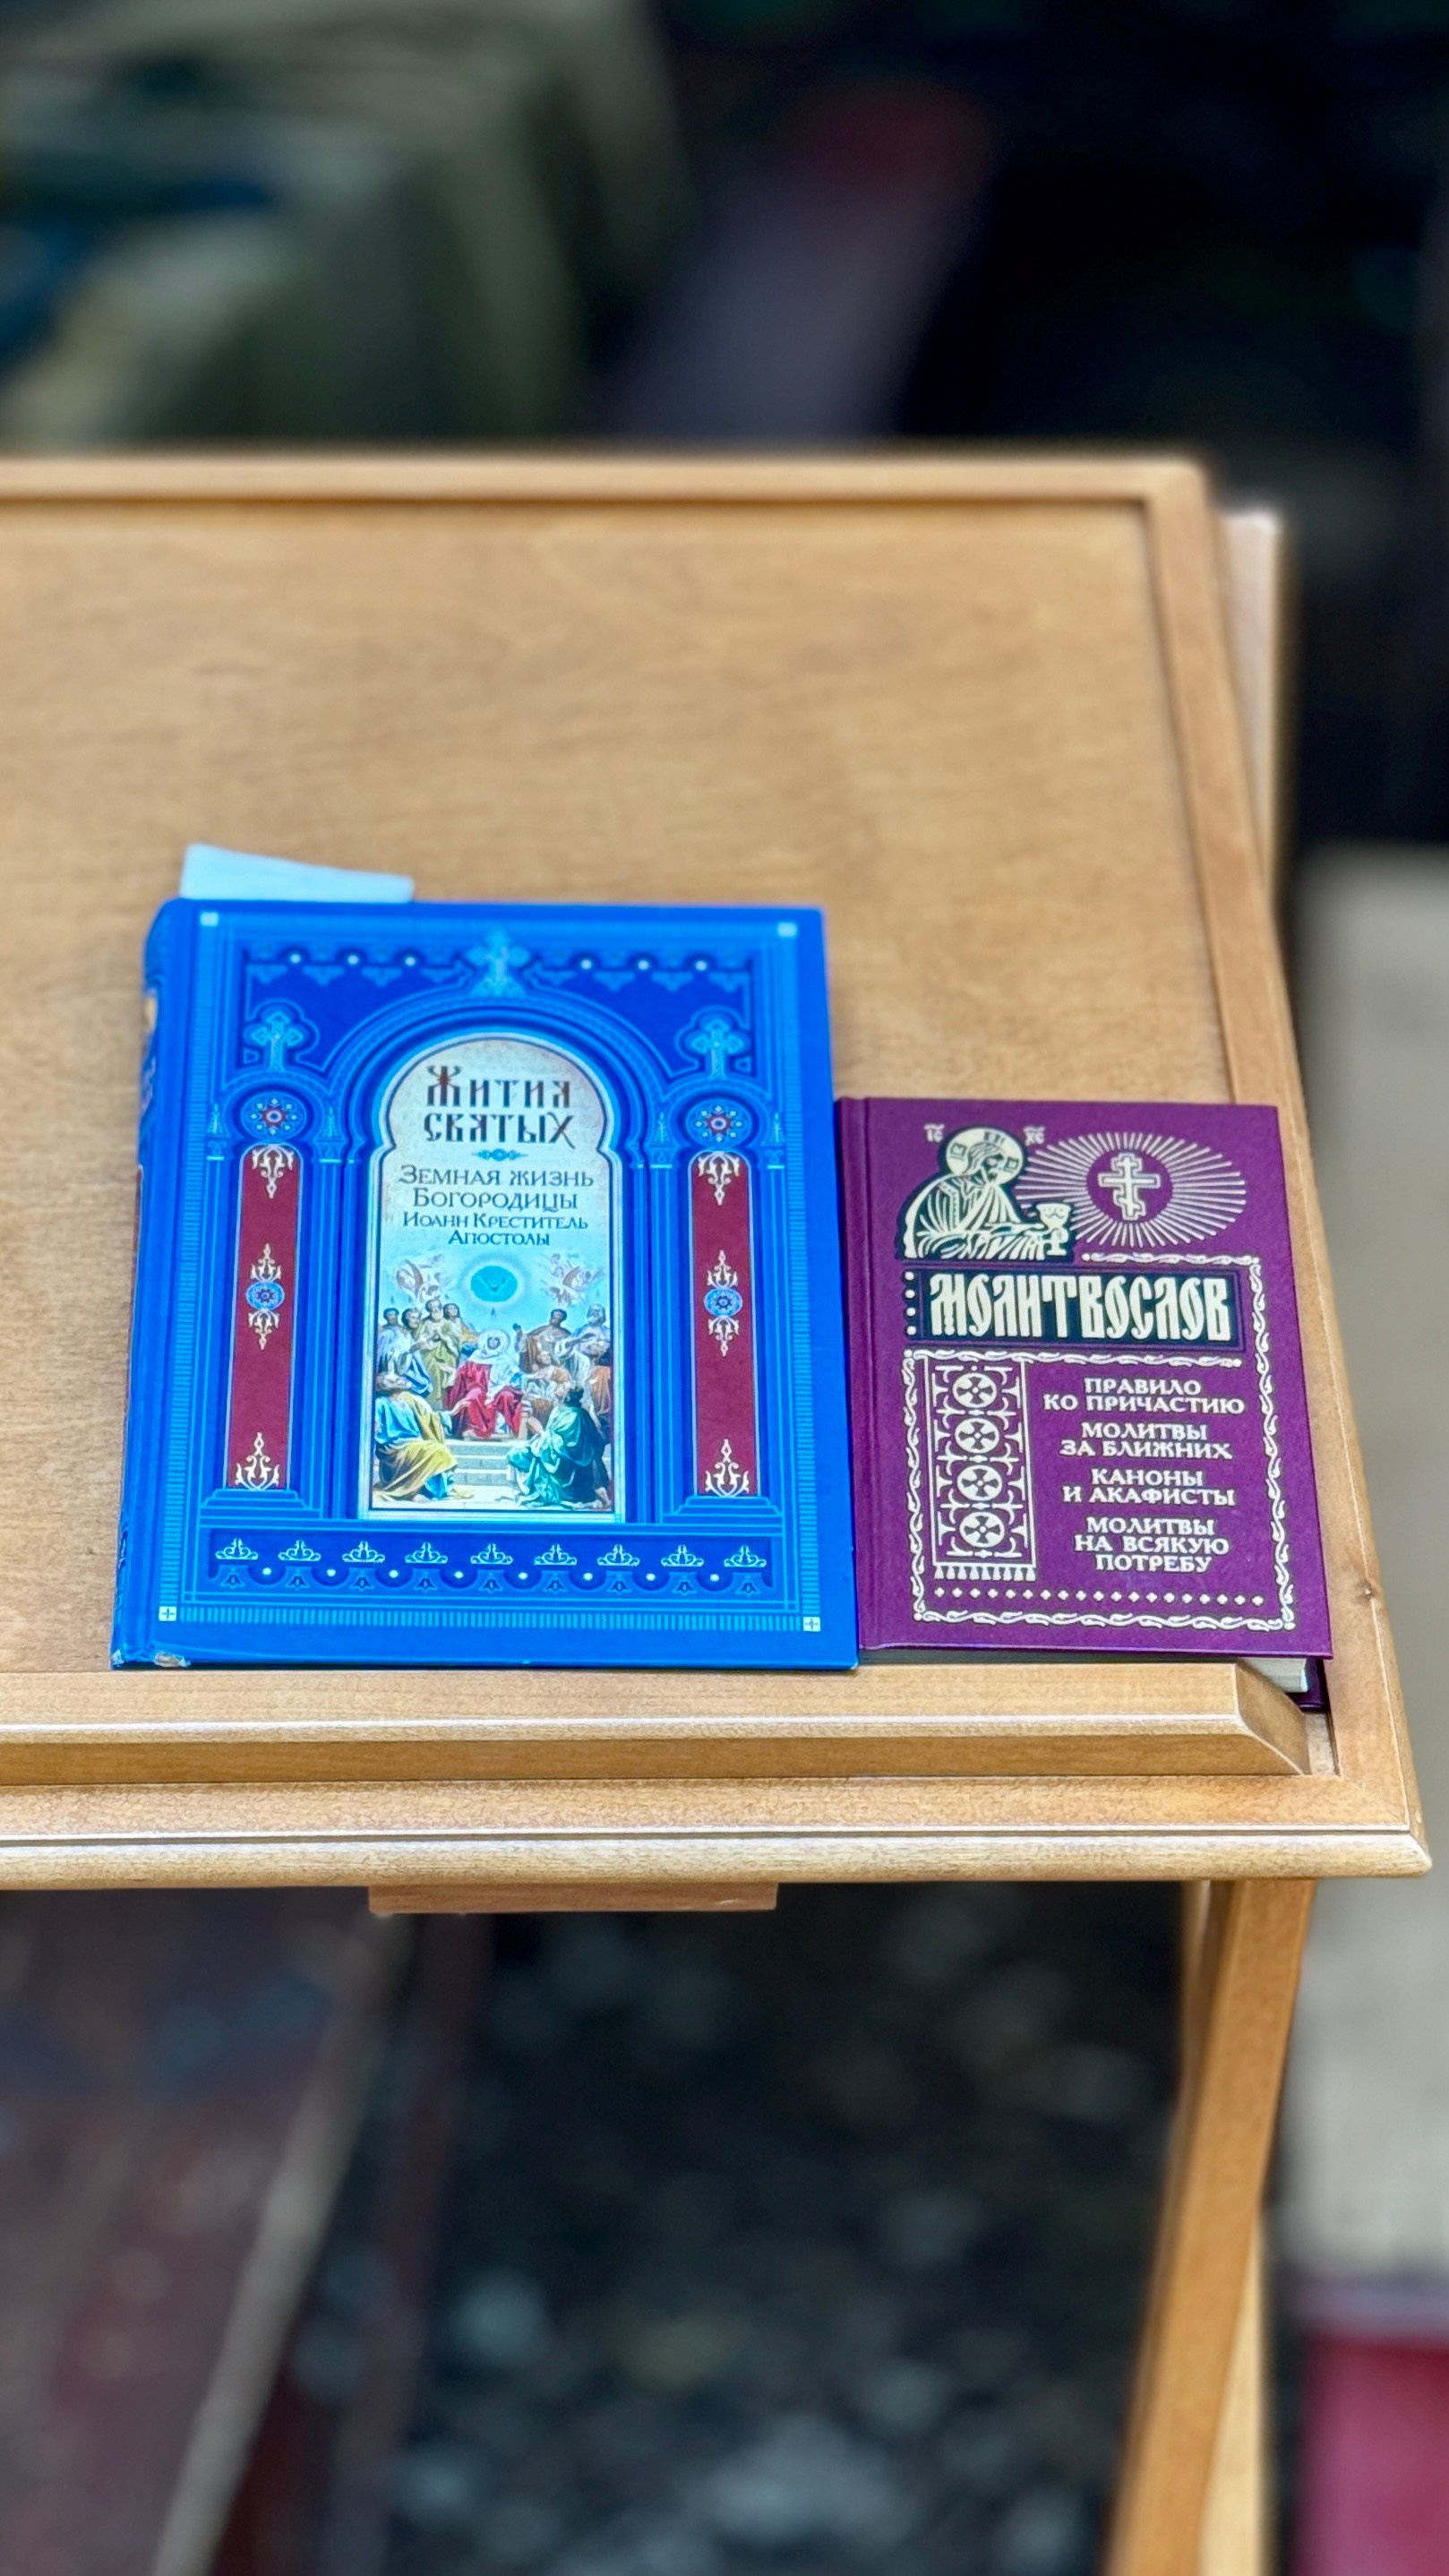 Жития
святых
Земная жизнь
Богородицы
Иоанн Креститель
Апостолы
IC XC
МОЛИТВОСЛОВ
ПРАВИЛО
КО ПРИЧАСТИЮ
МОЛИТВЫ
ЗА БЛИЖНИХ
КАНОНЫ
И АКАФИСТЫ
МОЛИТВЫ
НА ВСЯКУЮ
ПОТРЕБУ